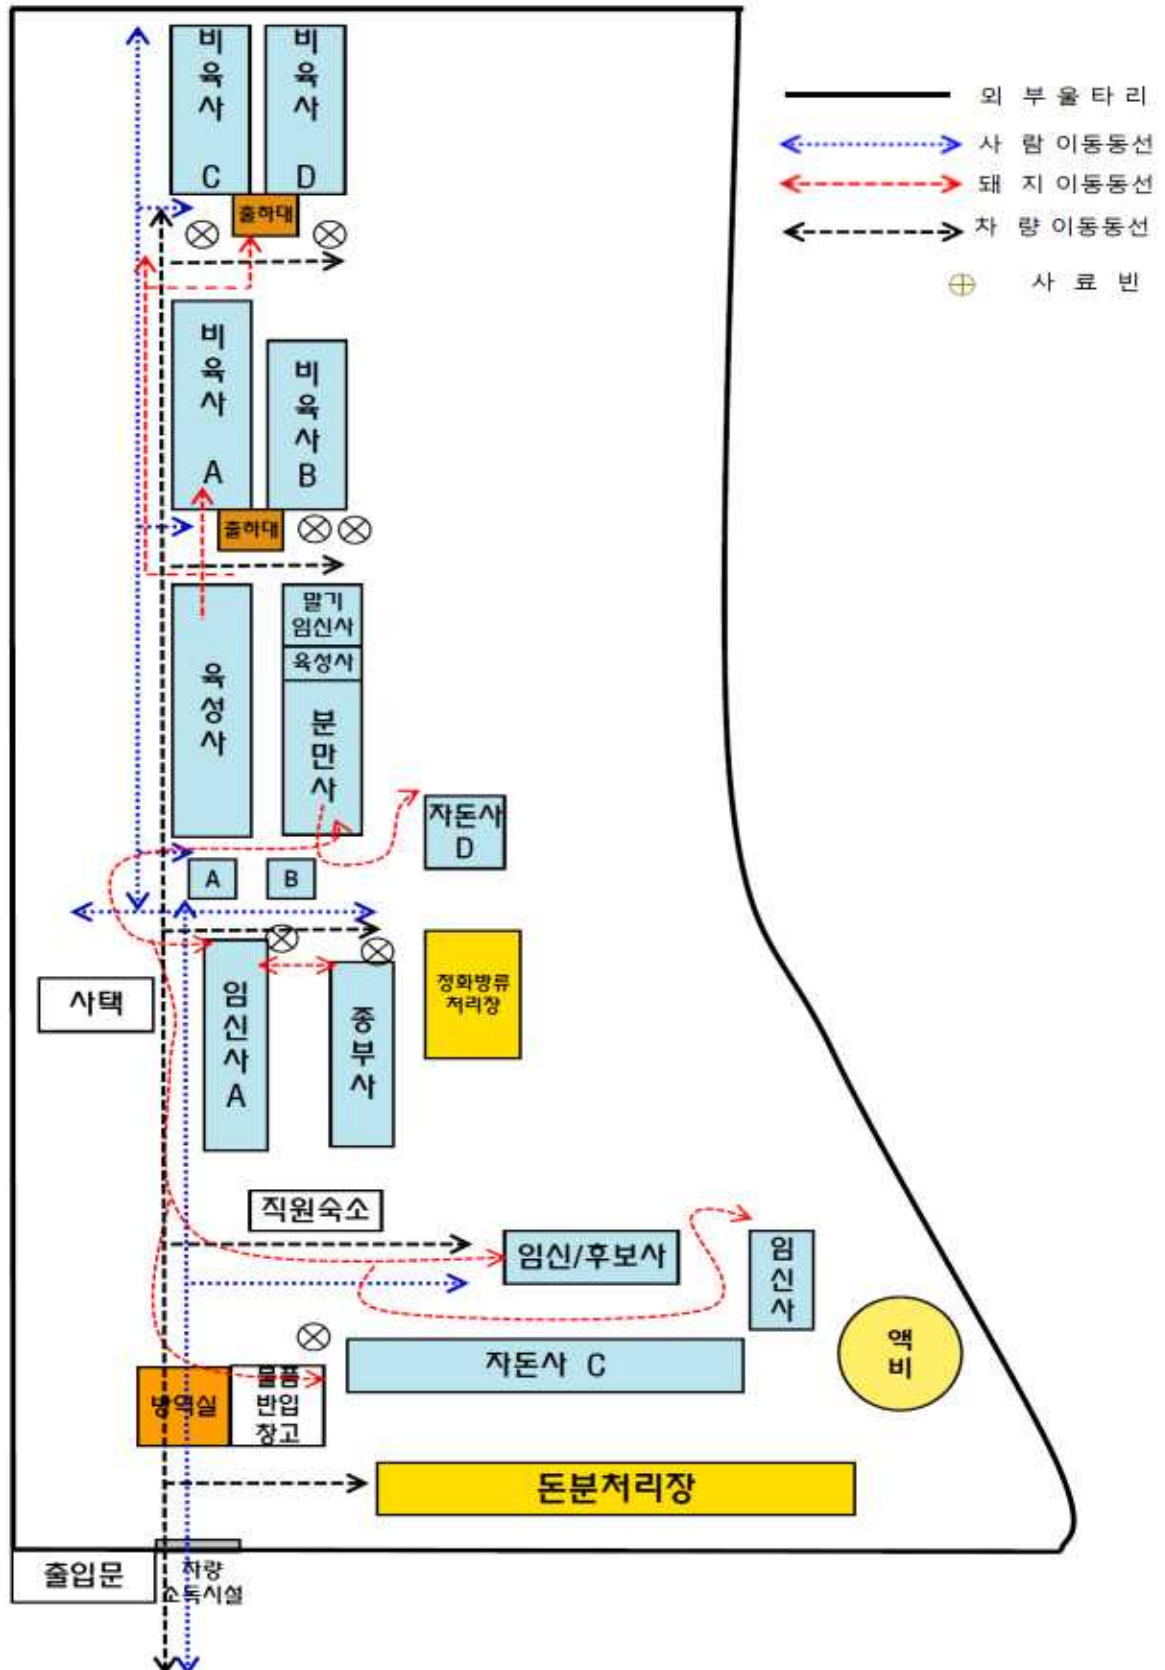 비육사 C
비육사 D
출하대
외 부 울 타 리
사 람 이동동선
돼 지 이동동선
차 량 이동동선
사 료 빈
비육사 A
비육사 B
출하대
육성사
말기
임신사
육성사
분만사
자돈사
D
A
B
사택
임신사 A
종부사
정화방류
처리장
직원숙소
임신/후보사
임신사
자돈사 C
액비
방역실
물품
반입
창고
돈분처리장
출입문
차량
소독시설